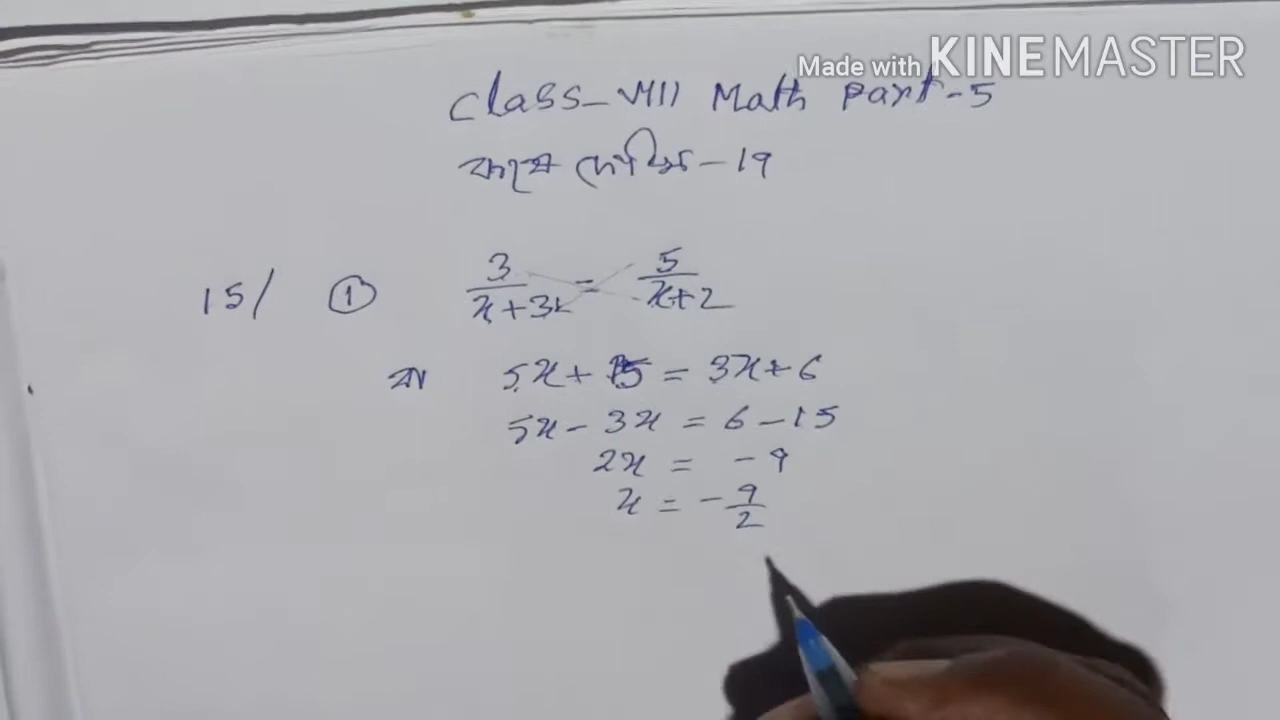 Made with KINEMASTER
Class-VIII Math Part-5
কষে দেখি-19
15/ ① 3/(x+3) = 5/(x+2)
বা 5x + 15 = 3x + 6
5x - 3x = 6 - 15
2x = -9
x = -9/2